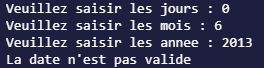 Veuillez saisir les jours : 0
Veuillez saisir les mois : 6
Veuillez saisir les annee : 2013
La date n'est pas valide